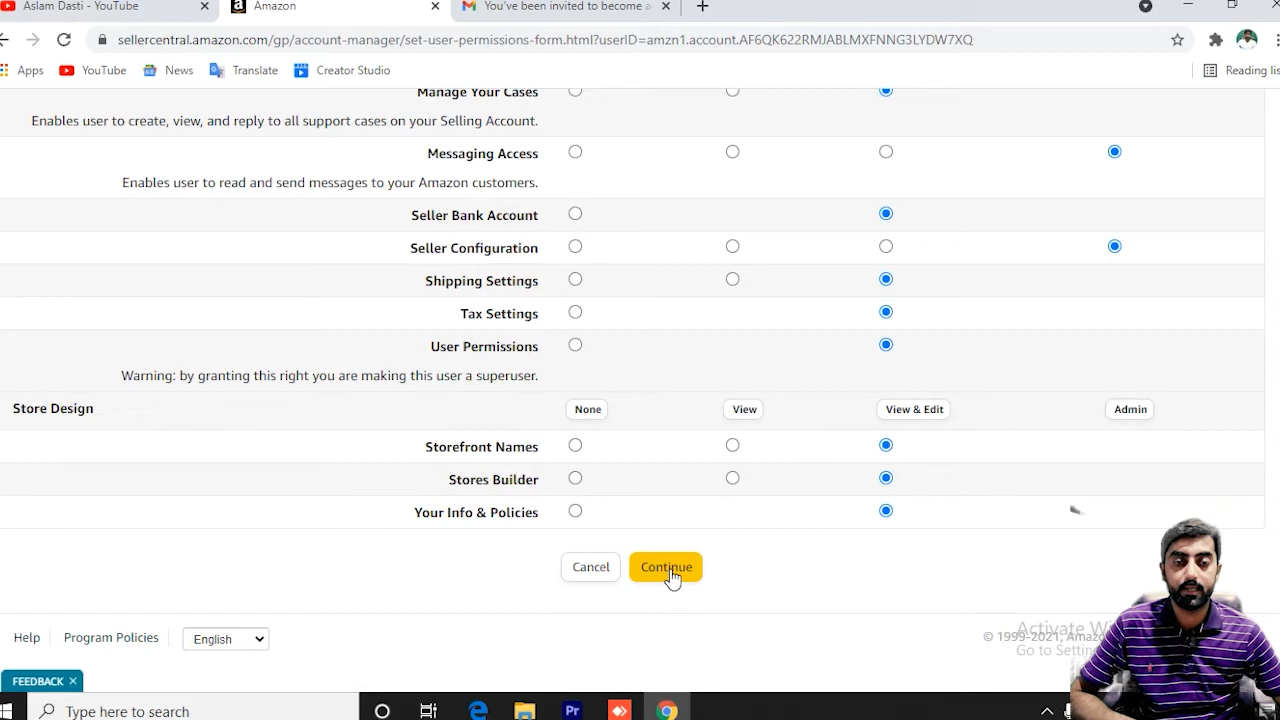 Aslam Dasti - YouTube
Amazon
You've been invited to become a
sellercentral.amazon.com/gp/account-manager/set-user-permissions-form.html?userID=amzn1.account.AF6QK622RMJABLMXFNNG3LYDW7XQ
Apps YouTube News Translate Creator Studio Reading lis
Manage Your Cases
Enables user to create, view, and reply to all support cases on your Selling Account.
Messaging Access
Enables user to read and send messages to your Amazon customers.
Seller Bank Account
Seller Configuration
Shipping Settings
Tax Settings
User Permissions
Warning: by granting this right you are making this user a superuser.
Store Design None View View & Edit Admin
Storefront Names
Stores Builder
Your Info & Policies
Cancel Continue
Activate Wi
Help Program Policies English © 1999-2021, Amazo
Go to Setting
FEEDBACK
Type here to search